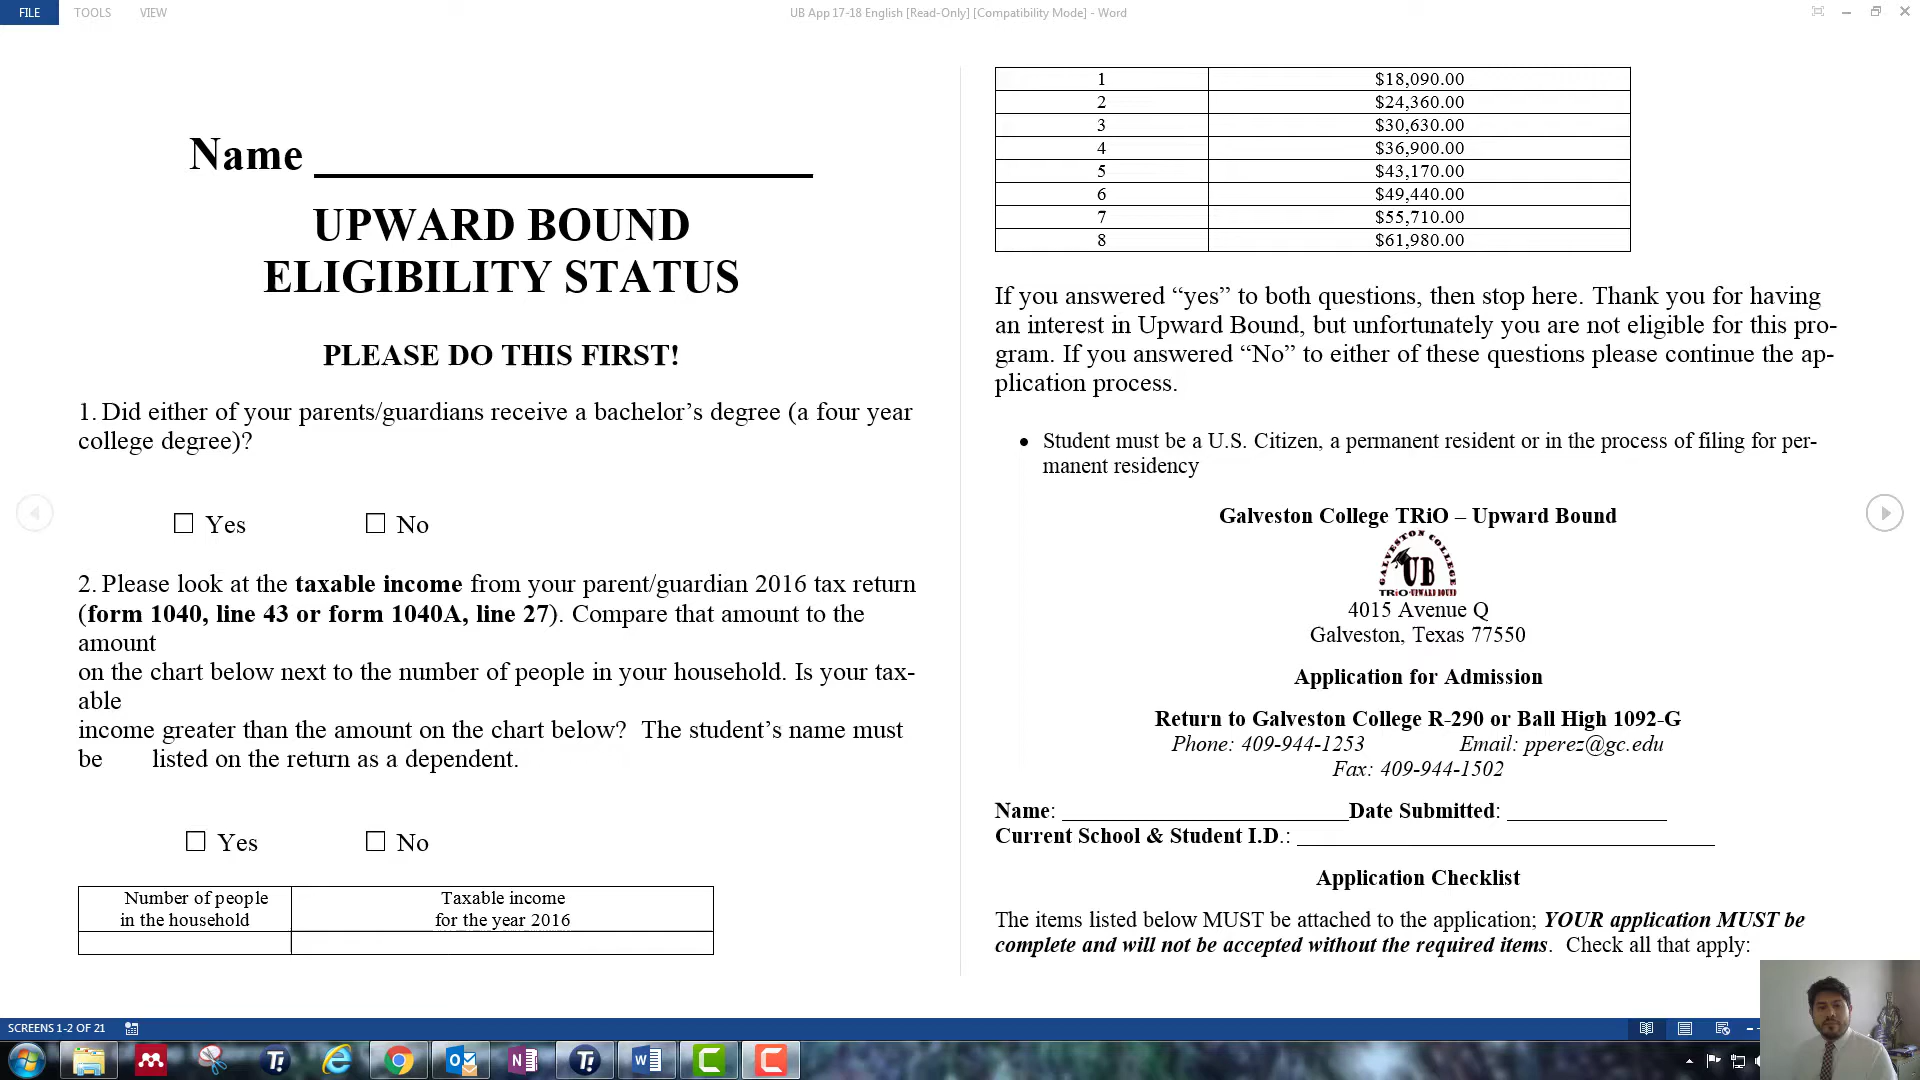 FILE TOOLS VIEW
UB App 17-18 English [Read-Only] [Compatibility Mode] - Word
Name
UPWARD BOUND
ELIGIBILITY STATUS
PLEASE DO THIS FIRST!
1. Did either of your parents/guardians receive a bachelor’s degree (a four year
college degree)?
Yes No
2. Please look at the taxable income from your parent/guardian 2016 tax return
(form 1040, line 43 or form 1040A, line 27). Compare that amount to the
amount
on the chart below next to the number of people in your household. Is your tax-
able
income greater than the amount on the chart below? The student’s name must
be listed on the return as a dependent.
Yes No
Number of people Taxable income
in the household for the year 2016
1 $18,090.00
2 $24,360.00
3 $30,630.00
4 $36,900.00
5 $43,170.00
6 $49,440.00
7 $55,710.00
8 $61,980.00
If you answered “yes” to both questions, then stop here. Thank you for having
an interest in Upward Bound, but unfortunately you are not eligible for this pro-
gram. If you answered “No” to either of these questions please continue the ap-
plication process.
• Student must be a U.S. Citizen, a permanent resident or in the process of filing for per-
manent residency
Galveston College TRiO – Upward Bound
GALVESTON COLLEGE
UB
TRiO-UPWARD BOUND
4015 Avenue Q
Galveston, Texas 77550
Application for Admission
Return to Galveston College R-290 or Ball High 1092-G
Phone: 409-944-1253 Email: pperez@gc.edu
Fax: 409-944-1502
Name: Date Submitted:
Current School & Student I.D.:
Application Checklist
The items listed below MUST be attached to the application; YOUR application MUST be
complete and will not be accepted without the required items. Check all that apply:
SCREENS 1-2 OF 21